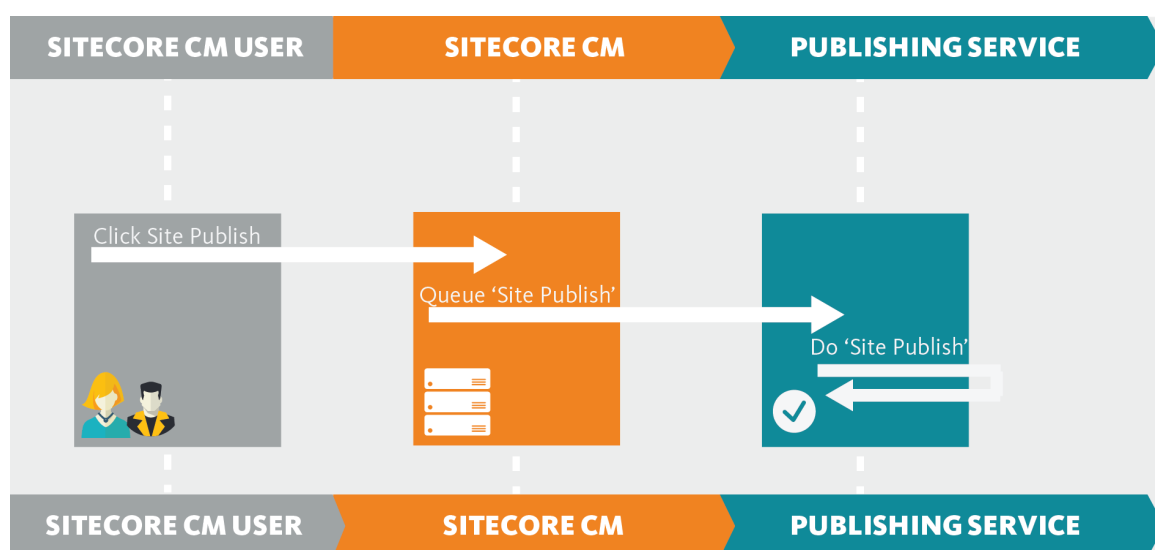 SITECORE CM USER
SITECORE CM
PUBLISHING SERVICE
Click Site Publish
Queue ‘Site Publish’
Do ‘Site Publish’
SITECORE CM USER
SITECORE CM
PUBLISHING SERVICE